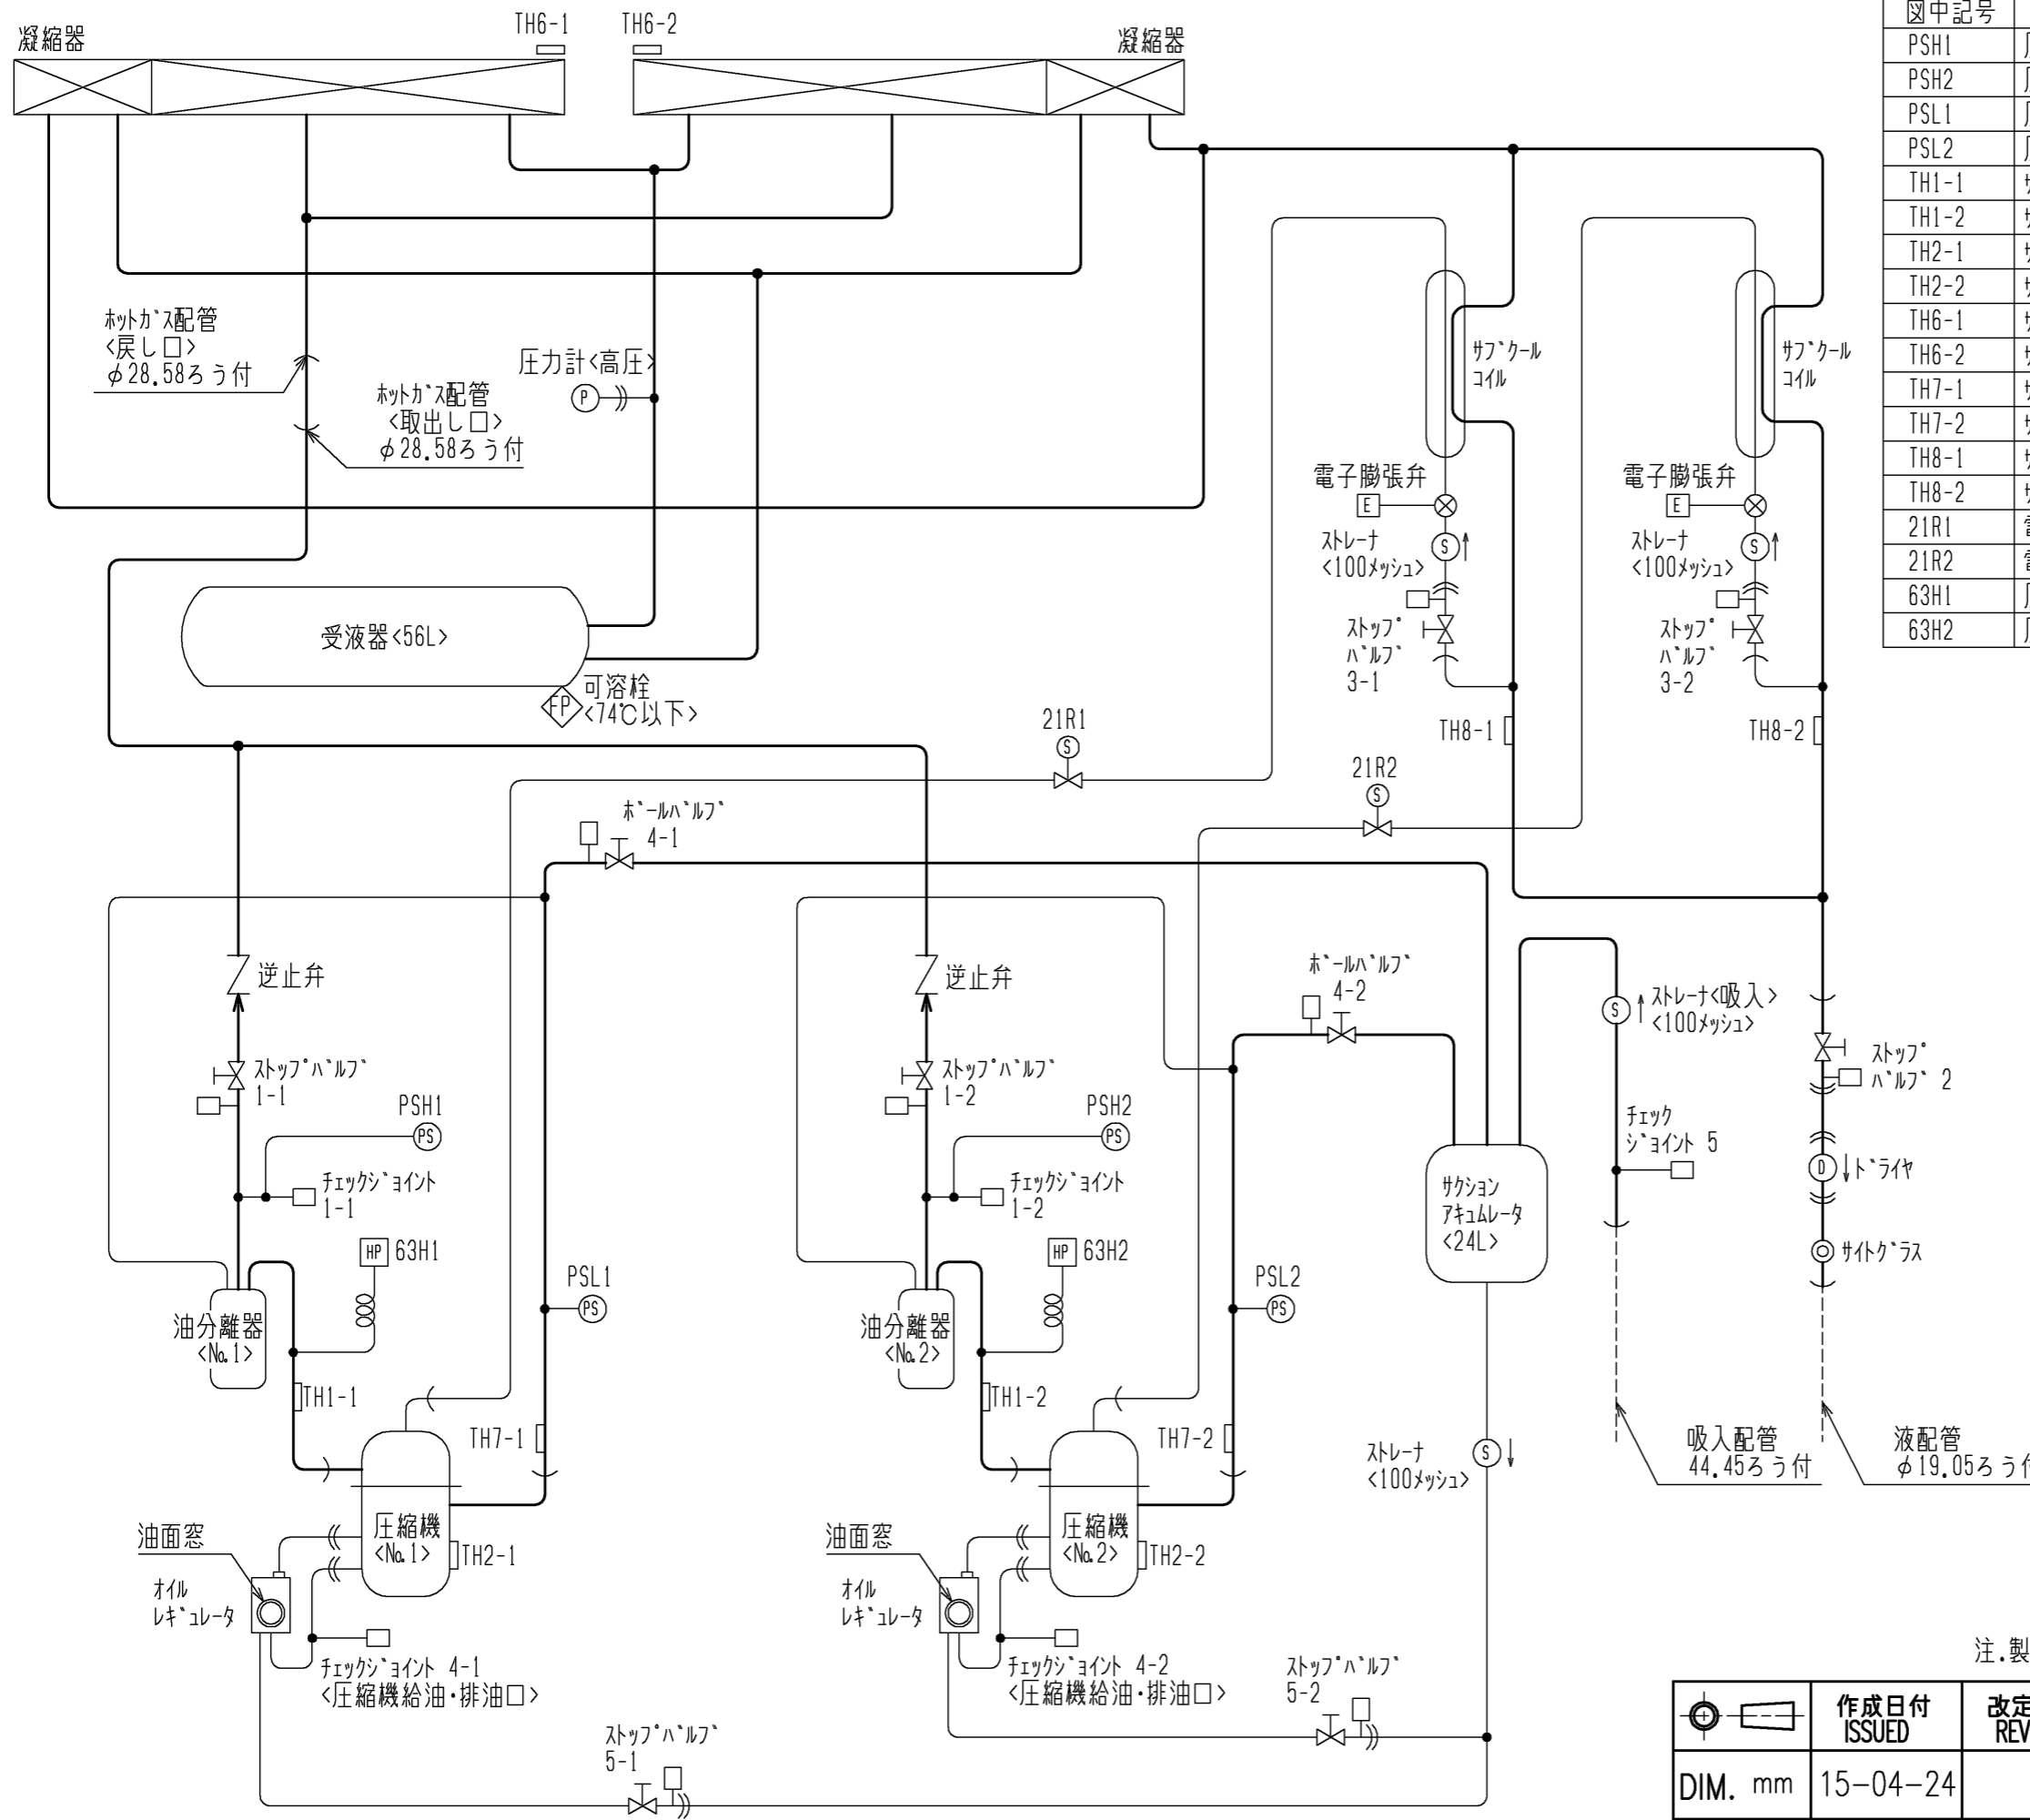 凝縮器
TH6-1
TH6-2
凝縮器
ホットガス配管
<戻し口>
φ28.58ろう付
ホットガス配管
<取出し口>
φ28.58ろう付
圧力計<高圧>
P
サブクール
コイル
サブクール
コイル
電子膨張弁
E
電子膨張弁
E
ストレーナ
<100メッシュ>
S
ストレーナ
<100メッシュ>
S
ストップ
バルブ
3-1
ストップ
バルブ
3-2
受液器<56L>
FP
可溶栓
<74℃以下>
TH8-1
TH8-2
21R1
S
21R2
S
ボールバルブ
4-1
逆止弁
逆止弁
ボールバルブ
4-2
S
ストレーナ<吸入>
<100メッシュ>
ストップバルブ
1-1
ストップバルブ
1-2
ストップ
バルブ 2
PSH1
PS
PSH2
PS
チェック
ジョイント 5
D
ドライヤ
チェックジョイント
1-1
チェックジョイント
1-2
サクション
アキュムレータ
<24L>
HP
63H1
HP
63H2
サイトグラス
PSL1
PS
PSL2
PS
油分離器
<No.1>
油分離器
<No.2>
TH1-1
TH1-2
TH7-1
TH7-2
ストレーナ
<100メッシュ>
S
吸入配管
44.45ろう付
液配管
φ19.05ろう付
油面窓
圧縮機
<No.1>
TH2-1
油面窓
圧縮機
<No.2>
TH2-2
オイル
レギュレータ
オイル
レギュレータ
チェックジョイント 4-1
<圧縮機給油・排油口>
チェックジョイント 4-2
<圧縮機給油・排油口>
ストップバルブ
5-2
ストップバルブ
5-1
図中記号
PSH1
PSH2
PSL1
PSL2
TH1-1
TH1-2
TH2-1
TH2-2
TH6-1
TH6-2
TH7-1
TH7-2
TH8-1
TH8-2
21R1
21R2
63H1
63H2
注.製
作成日付
ISSUED
改定
REV
DIM. mm
15-04-24